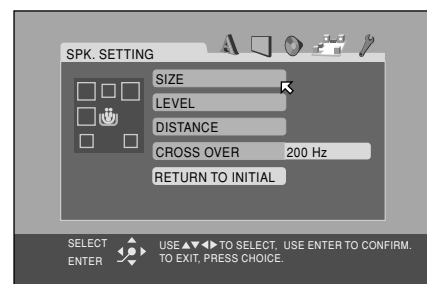 SPK. SETTING
SIZE
LEVEL
DISTANCE
CROSS OVER 200 Hz
RETURN TO INITIAL
SELECT
ENTER
USE ▲▼◀▶ TO SELECT, USE ENTER TO CONFIRM.
TO EXIT, PRESS CHOICE.